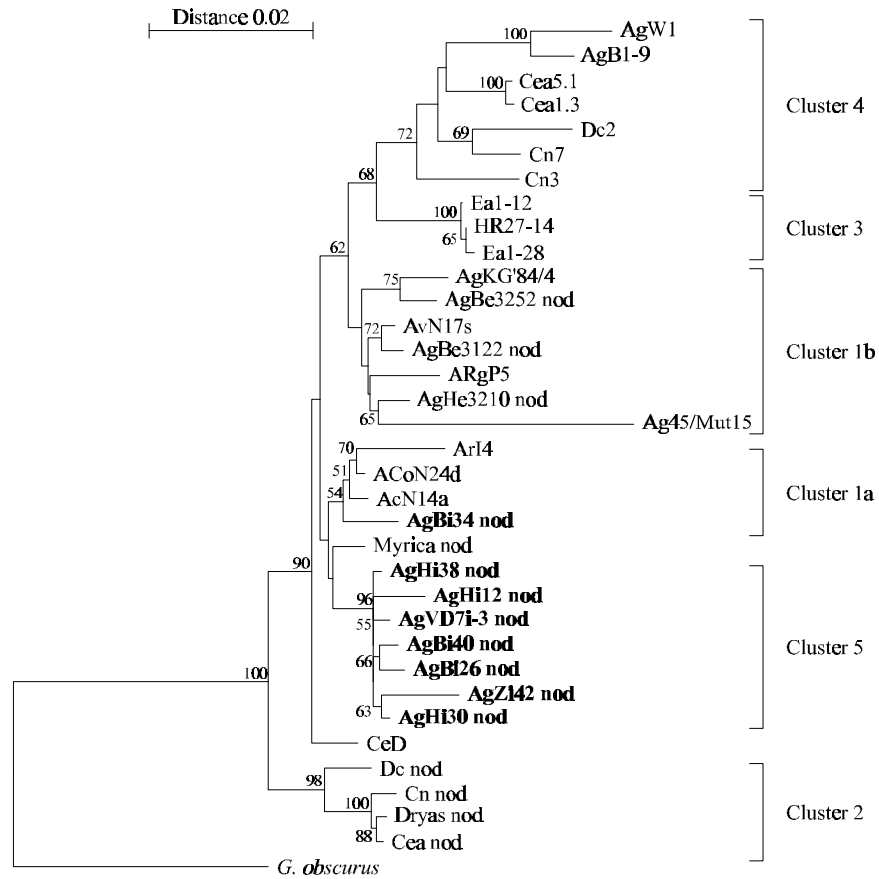 Distance 0.02
100
AgW1
AgB1-9
100
Cea5.1
Cea1.3
Cluster 4
72
69
Dc2
Cn7
68
Cn3
100
Ea1-12
HR27-14
65
Ea1-28
Cluster 3
62
75
AgKG'84/4
AgBe3252 nod
72
AvN17s
AgBe3122 nod
Cluster 1b
ARgP5
AgHe3210 nod
65
Ag45/Mut15
70
ArI4
51
ACoN24d
54
AcN14a
Cluster 1a
AgBi34 nod
Myrica nod
90
AgHi38 nod
96
AgHi12 nod
55
AgVD7i-3 nod
AgBi40 nod
Cluster 5
66
AgBi26 nod
100
63
AgHi30 nod
CeD
98
Dc nod
100
Cn nod
Dryas nod
Cluster 2
88
Cea nod
G. obscurus